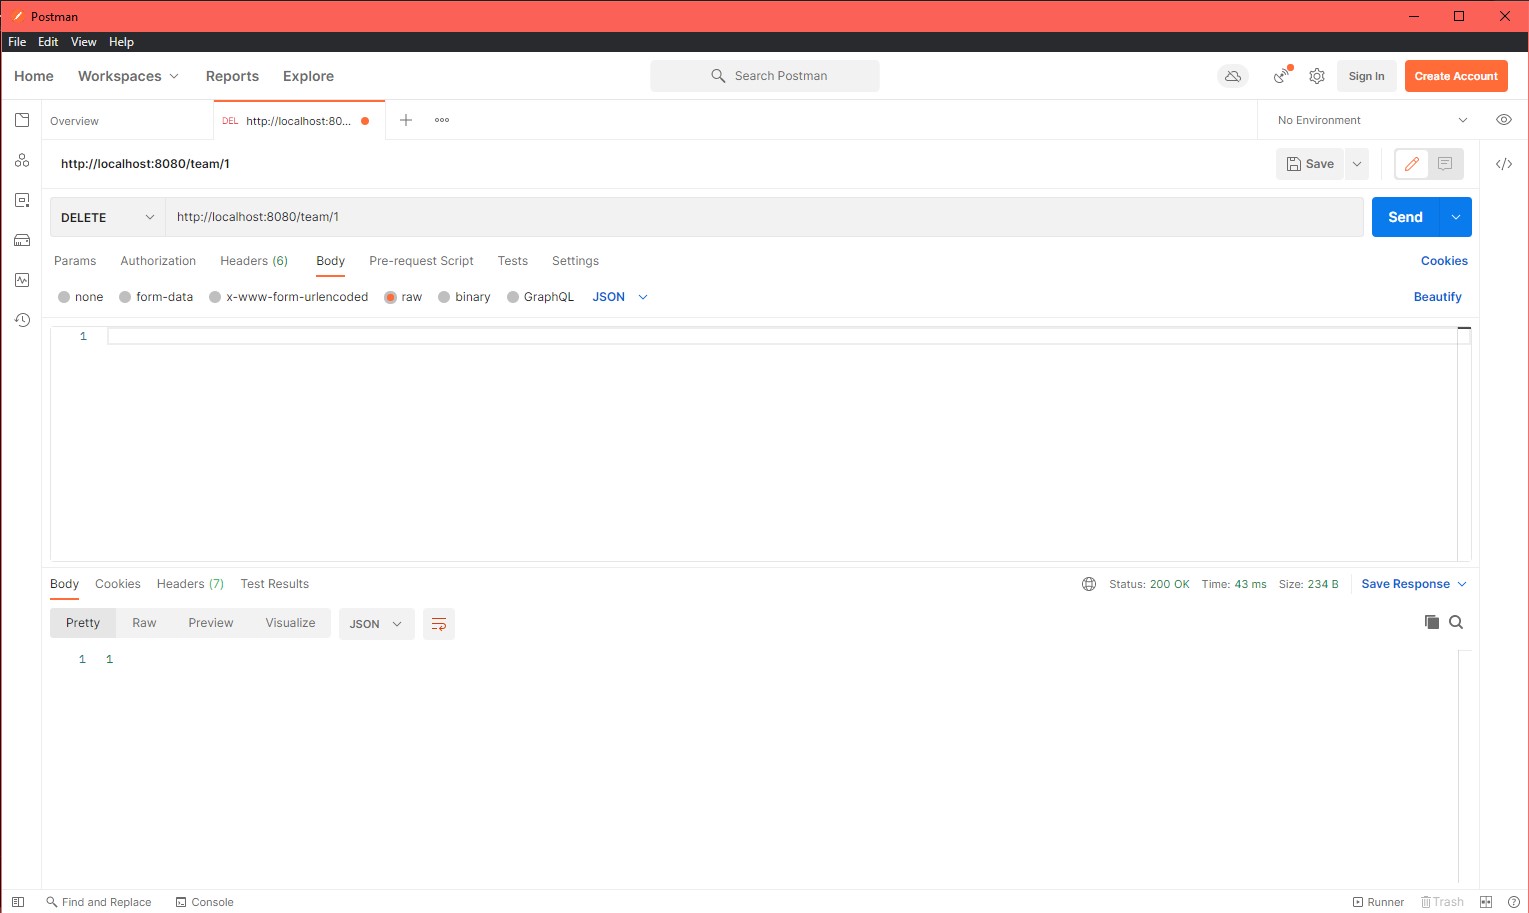 Postman
File Edit View Help
Home Workspaces Reports Explore Search Postman Sign In Create Account
Overview DEL http://localhost:80... No Environment
http://localhost:8080/team/1 Save
DELETE http://localhost:8080/team/1 Send
Params Authorization Headers (6) Body Pre-request Script Tests Settings Cookies
none form-data x-www-form-urlencoded raw binary GraphQL JSON Beautify
1
Body Cookies Headers (7) Test Results Status: 200 OK Time: 43 ms Size: 234 B Save Response
Pretty Raw Preview Visualize JSON
1 1
Find and Replace Console Runner Trash